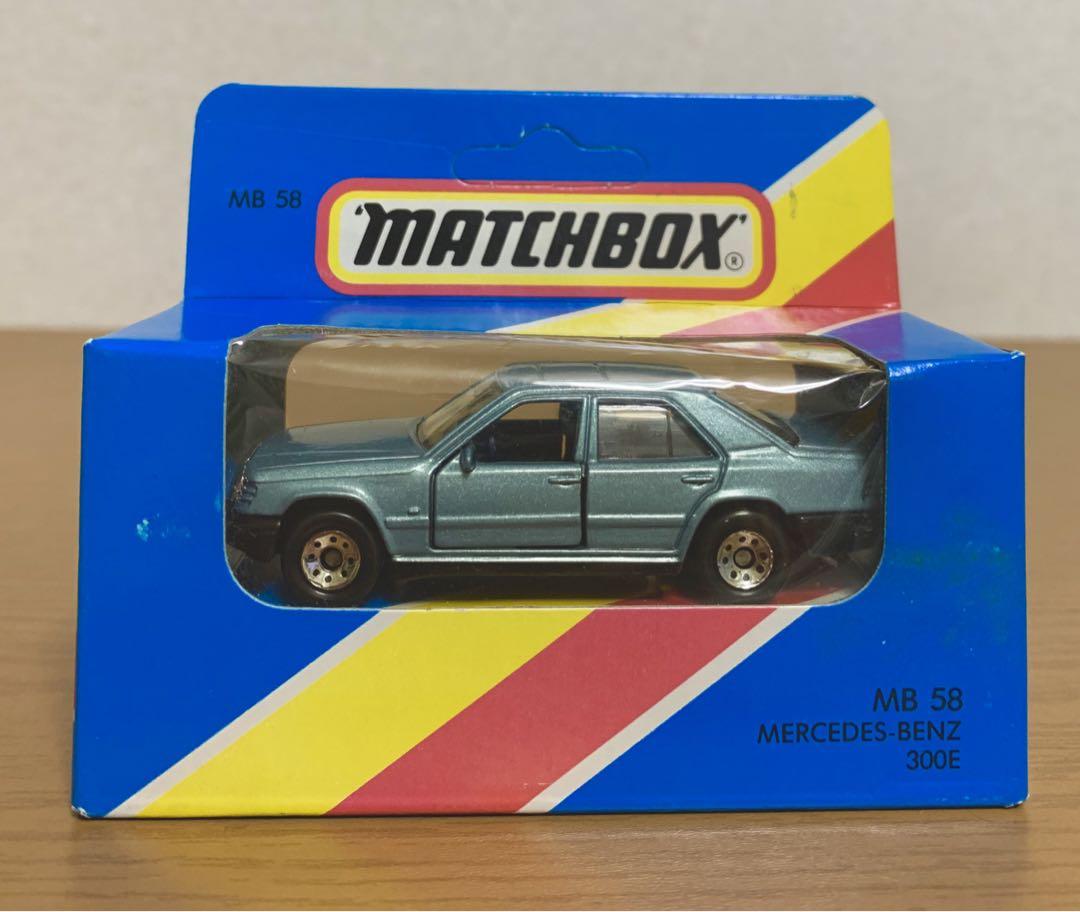 MB 58
'MATCHBOX'®
MB 58
MERCEDES-BENZ
300E